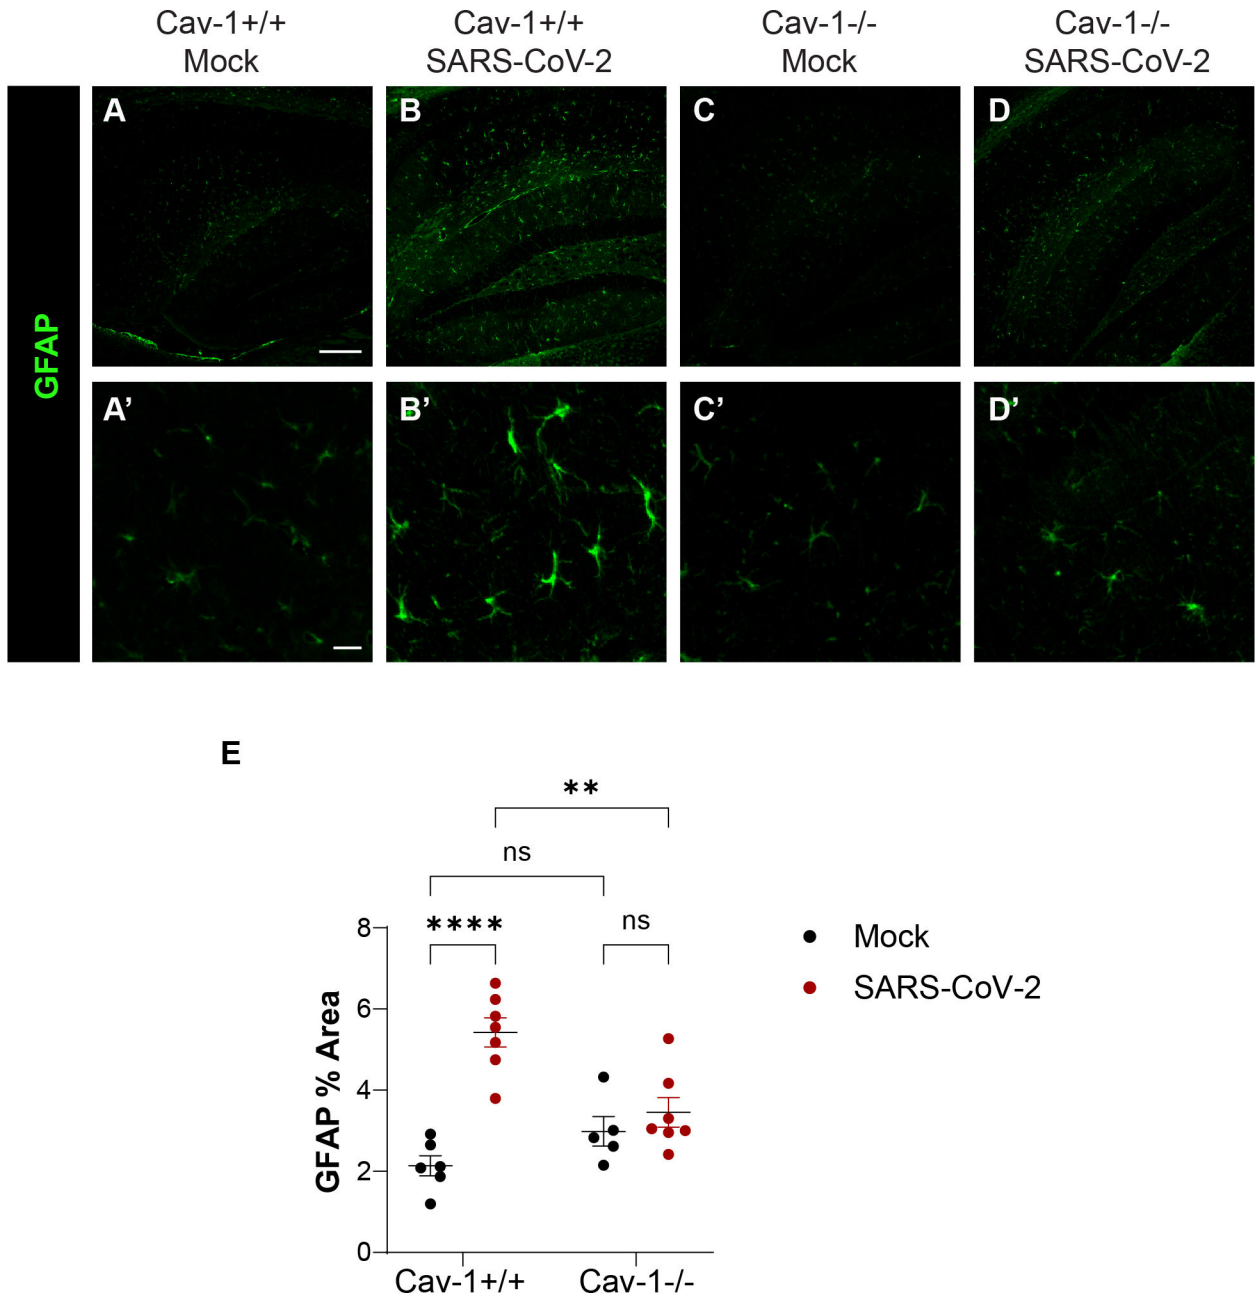 Cav-1+/+
Mock
Cav-1+/+
SARS-CoV-2
Cav-1-/-
Mock
Cav-1-/-
SARS-CoV-2
GFAP
A
B
C
D
A’
B’
C’
D’
E
**
ns
****
ns
8
6
4
2
0
GFAP % Area
Cav-1+/+
Cav-1-/-
Mock
SARS-CoV-2